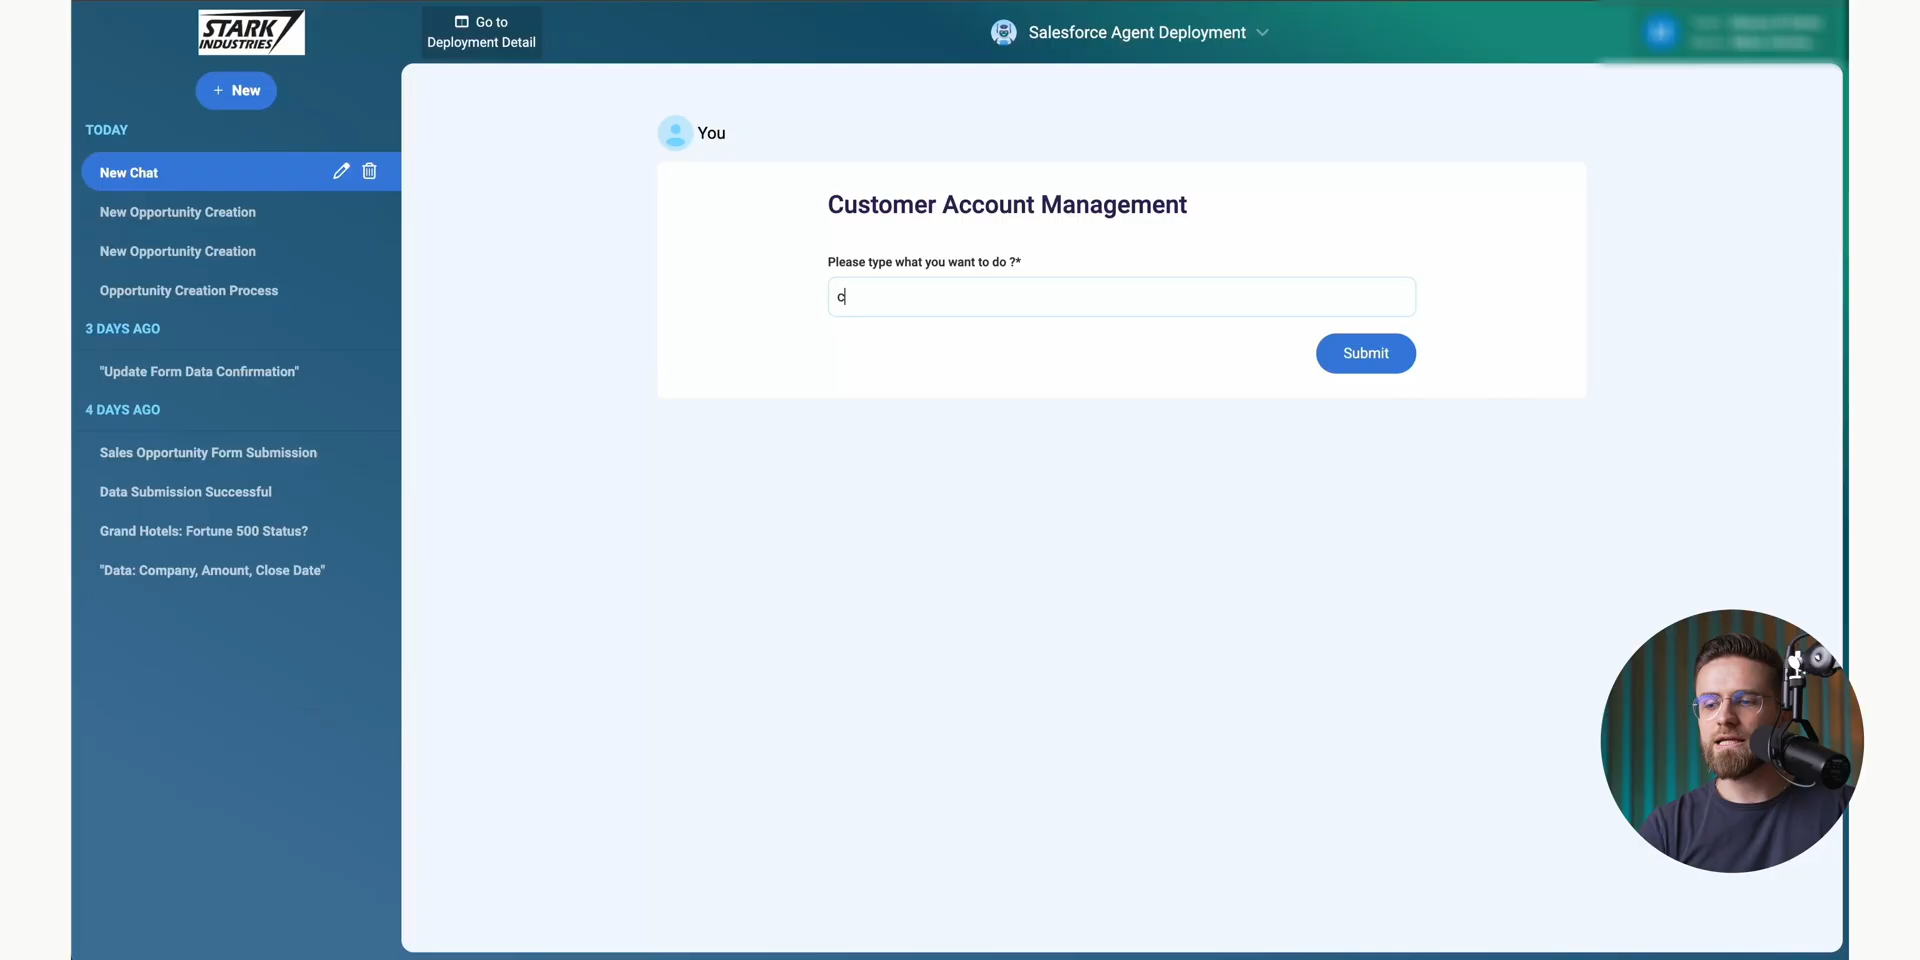 STARK
INDUSTRIES
Go to
Deployment Detail
Salesforce Agent Deployment
+ New
TODAY
New Chat
New Opportunity Creation
New Opportunity Creation
Opportunity Creation Process
3 DAYS AGO
"Update Form Data Confirmation"
4 DAYS AGO
Sales Opportunity Form Submission
Data Submission Successful
Grand Hotels: Fortune 500 Status?
"Data: Company, Amount, Close Date"
You
Customer Account Management
Please type what you want to do ?*
c
Submit